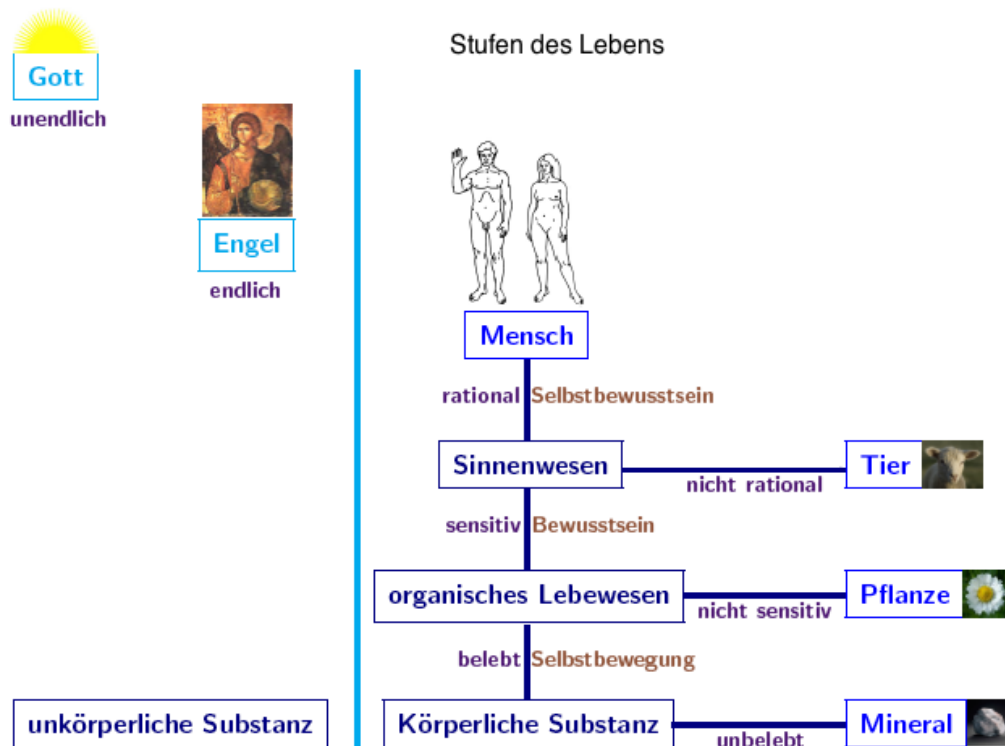 Stufen des Lebens
Gott
unendlich
Engel
endlich
Mensch
rational Selbstbewusstsein
Sinnenwesen
nicht rational
Tier
sensitiv Bewusstsein
organisches Lebewesen
nicht sensitiv
Pflanze
belebt Selbstbewegung
unkörperliche Substanz
Körperliche Substanz
unbelebt
Mineral